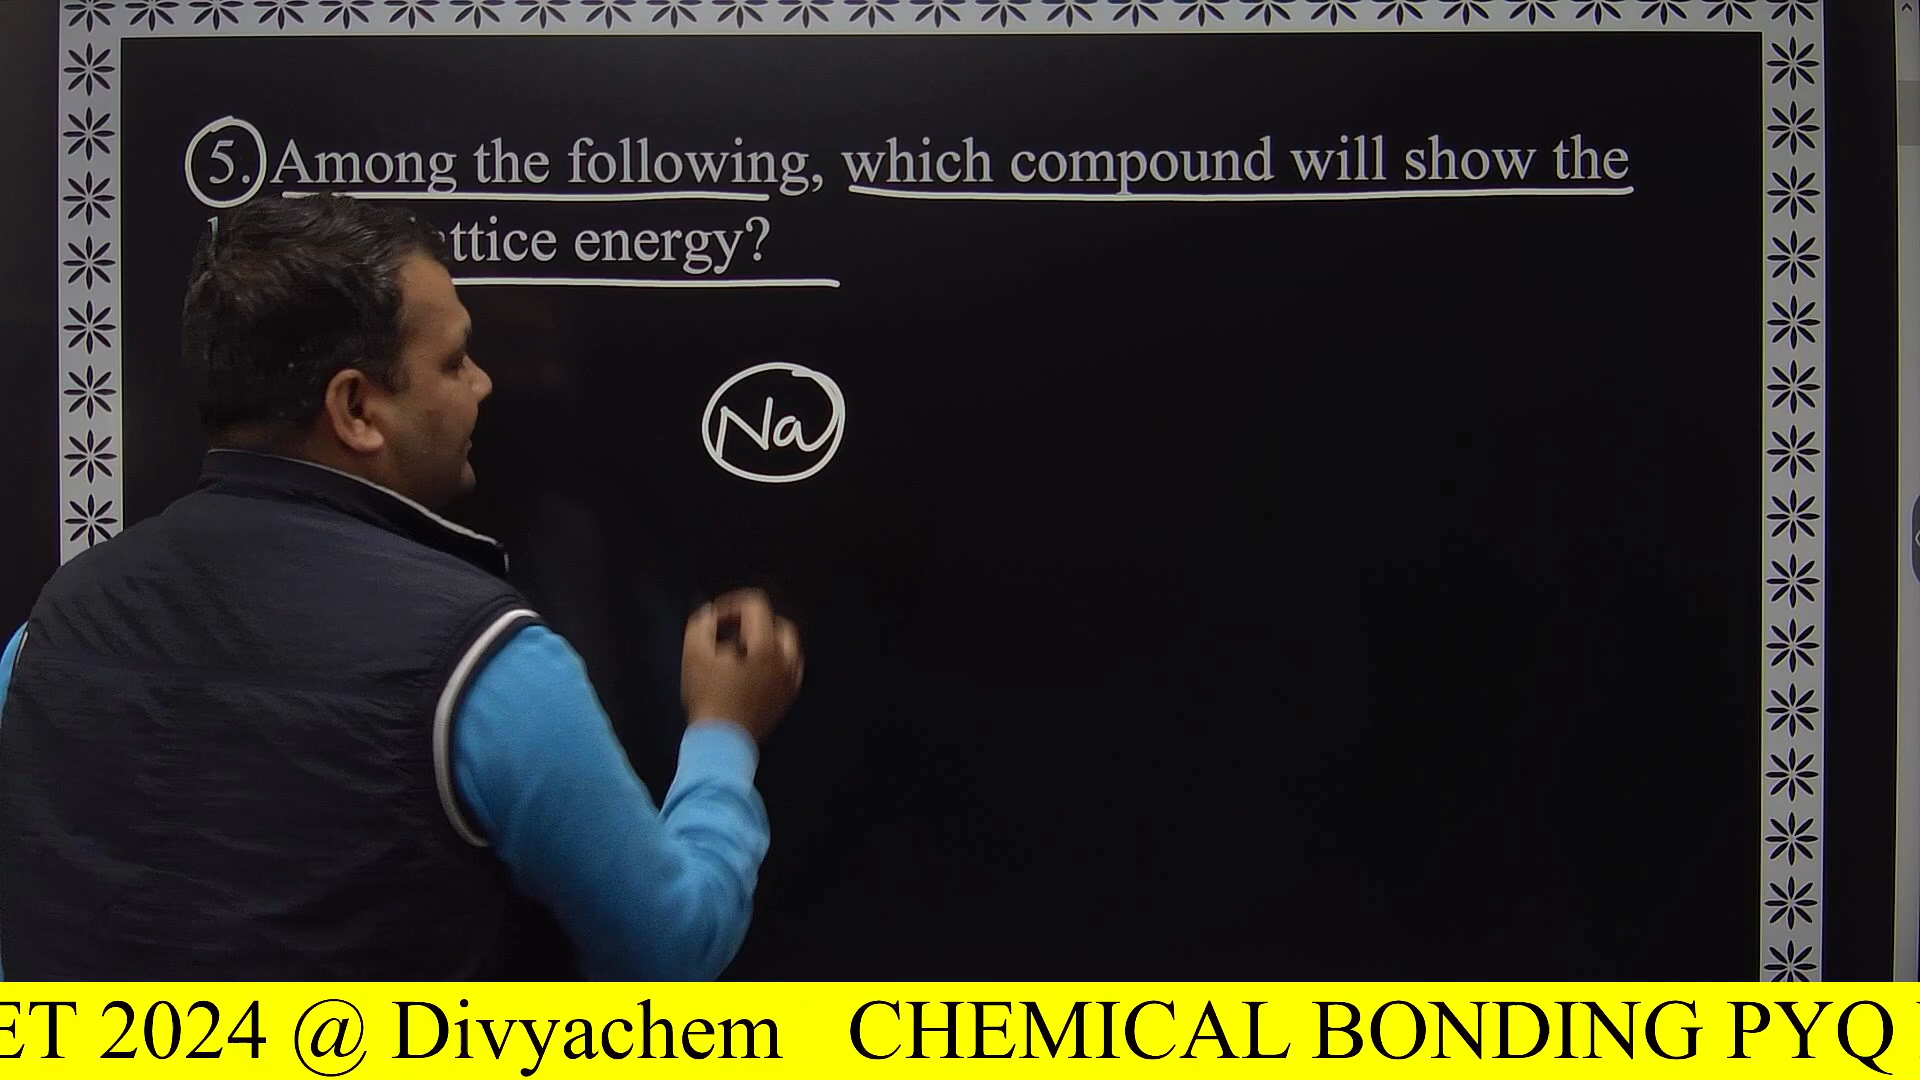 5. Among the following, which compound will show the
ttice energy?
Na
ET 2024 @ Divyachem CHEMICAL BONDING PYQ